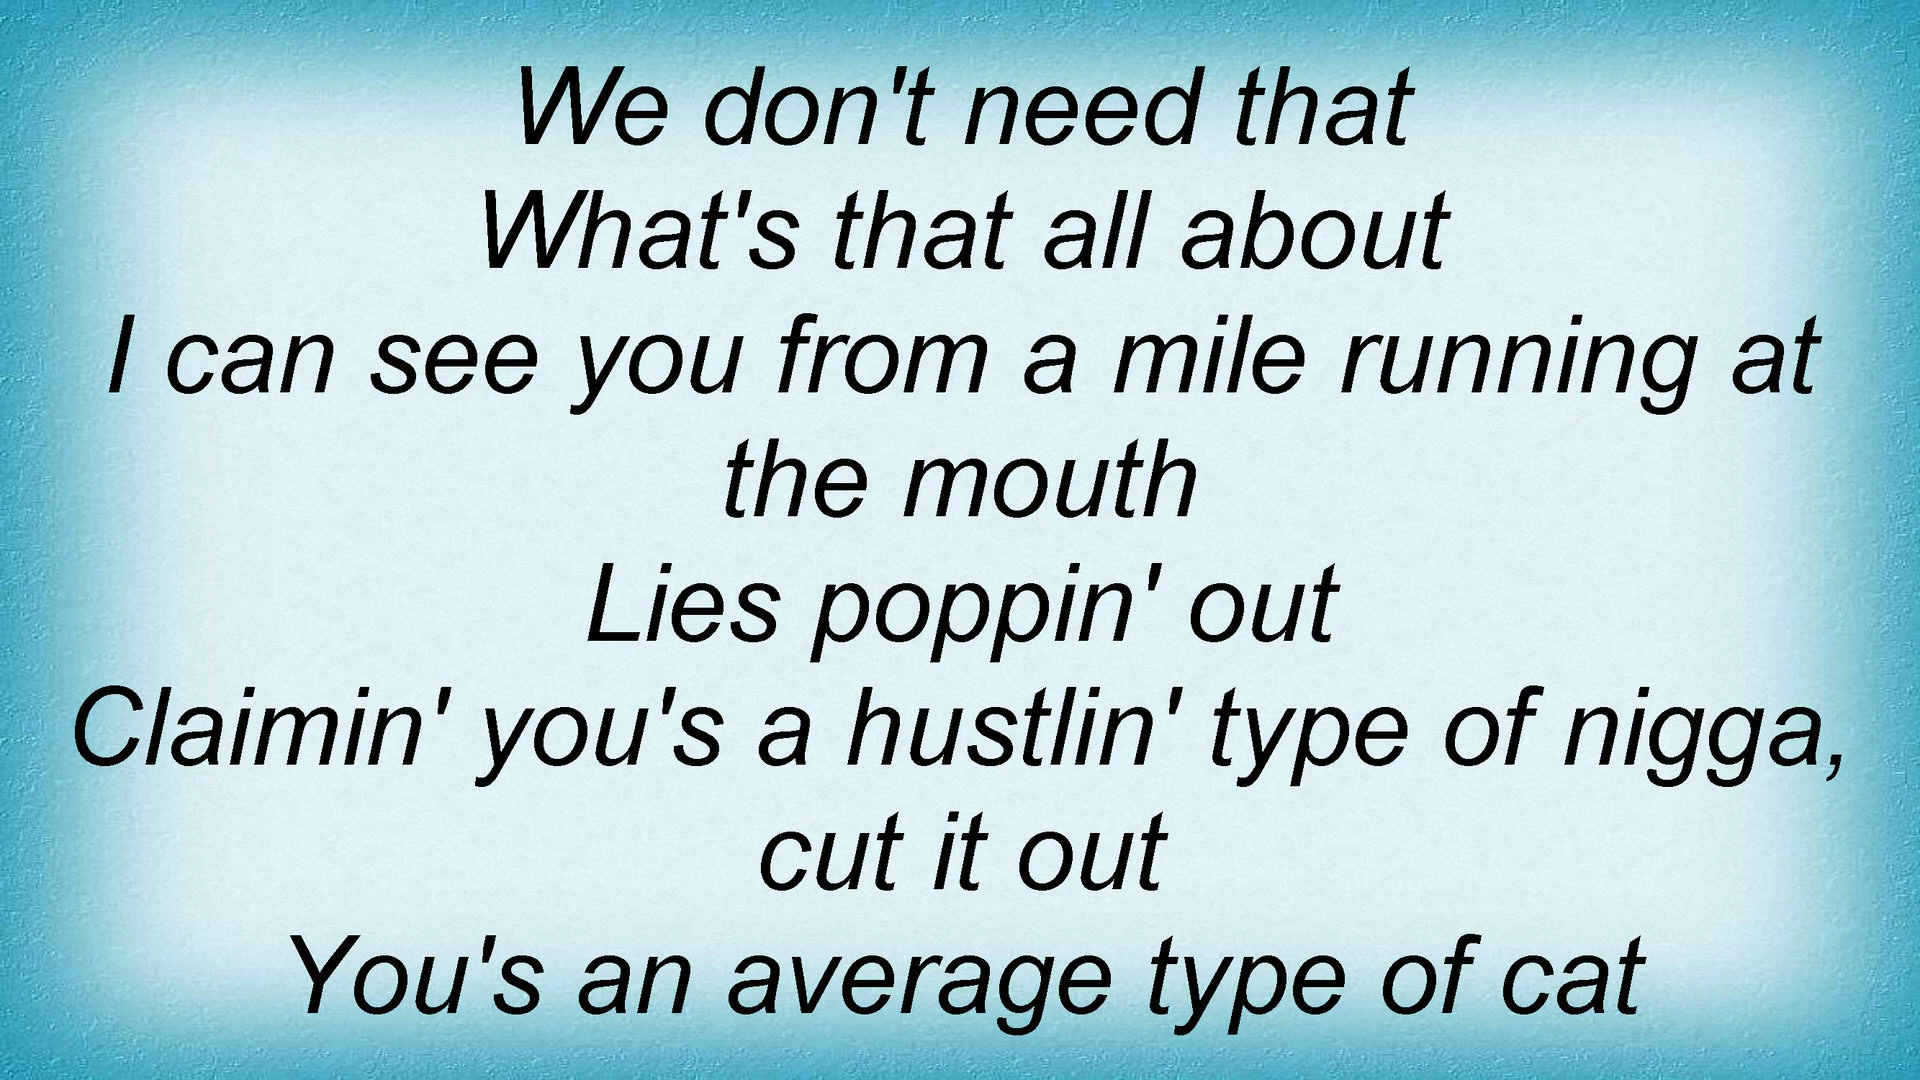 We don't need that
What's that all about
I can see you from a mile running at
the mouth
Lies poppin' out
Claimin' you's a hustlin' type of nigga,
cut it out
You's an average type of cat